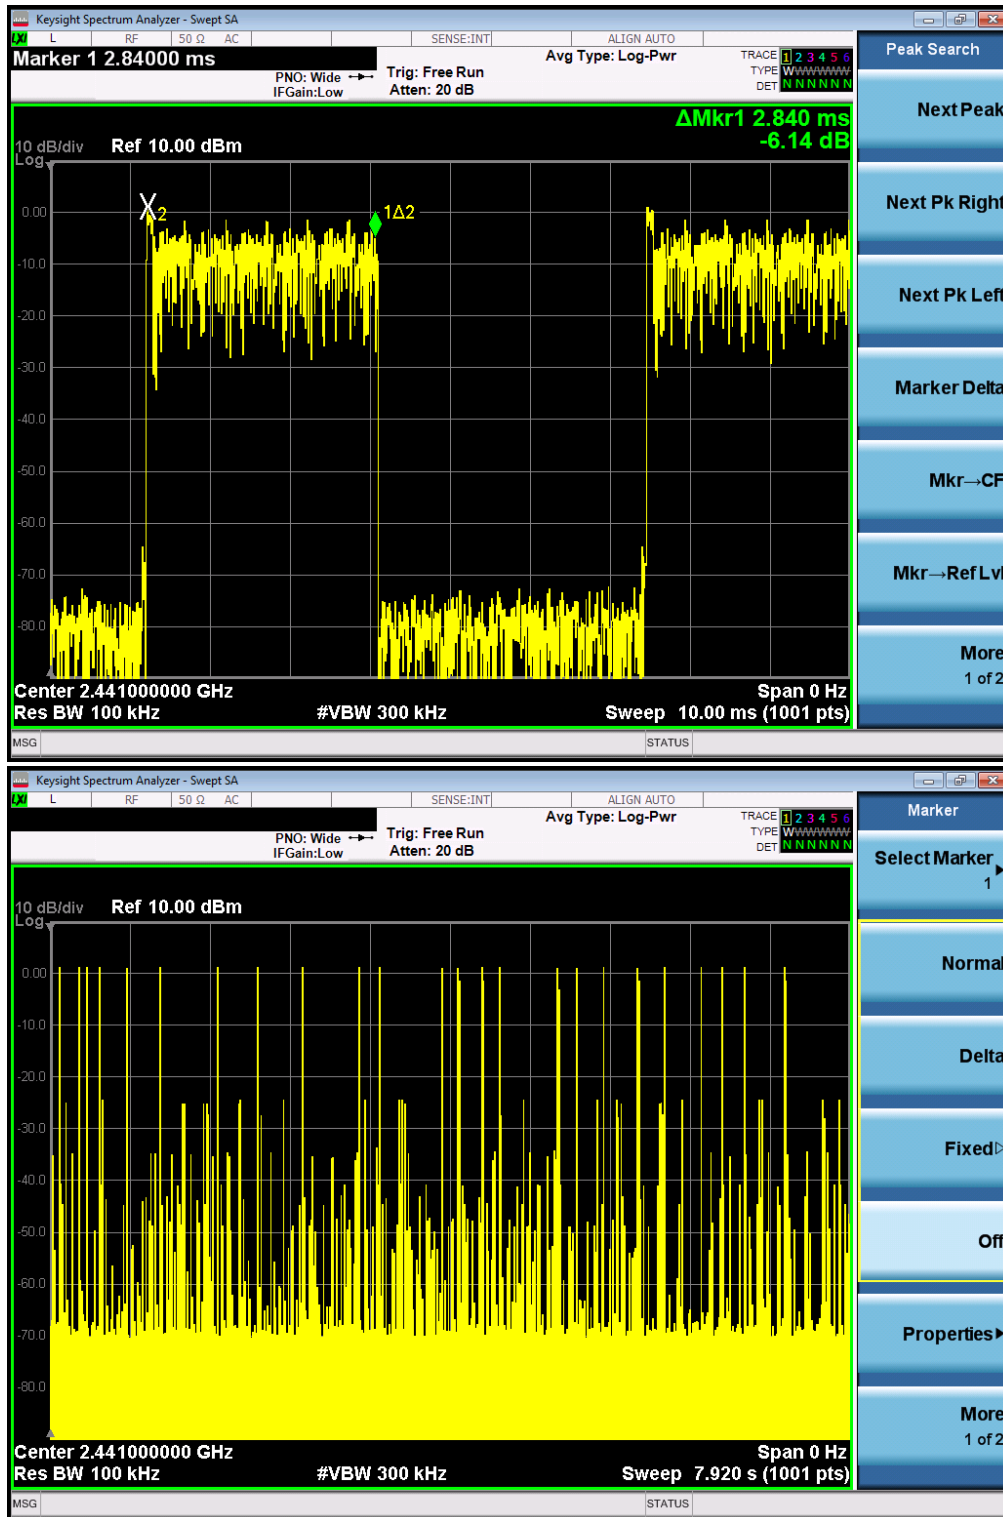 Keysight Spectrum Analyzer - Swept SA
LXI L RF 50 Ω AC SENSE:INT ALIGN AUTO
Marker 1 2.84000 ms
PNO: Wide
IFGain:Low
Trig: Free Run
Atten: 20 dB
Avg Type: Log-Pwr
TRACE 1 2 3 4 5 6
TYPE W
DET N N N N N N
ΔMkr1 2.840 ms
-6.14 dB
10 dB/div
Log
Ref 10.00 dBm
X2
1Δ2
0.00
-10.0
-20.0
-30.0
-40.0
-50.0
-60.0
-70.0
-80.0
Center 2.441000000 GHz
Span 0 Hz
Res BW 100 kHz
#VBW 300 kHz
Sweep 10.00 ms (1001 pts)
MSG
STATUS
Peak Search
Next Peak
Next Pk Right
Next Pk Left
Marker Delta
Mkr→CF
Mkr→Ref Lvl
More
1 of 2
Keysight Spectrum Analyzer - Swept SA
LXI L RF 50 Ω AC SENSE:INT ALIGN AUTO
PNO: Wide
IFGain:Low
Trig: Free Run
Atten: 20 dB
Avg Type: Log-Pwr
TRACE 1 2 3 4 5 6
TYPE W
DET N N N N N N
10 dB/div
Log
Ref 10.00 dBm
0.00
-10.0
-20.0
-30.0
-40.0
-50.0
-60.0
-70.0
-80.0
Center 2.441000000 GHz
Span 0 Hz
Res BW 100 kHz
#VBW 300 kHz
Sweep 7.920 s (1001 pts)
MSG
STATUS
Marker
Select Marker
1
Normal
Delta
Fixed
Off
Properties
More
1 of 2